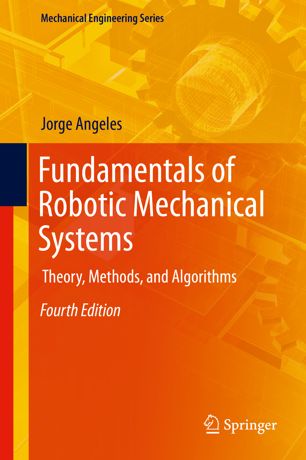 Mechanical Engineering Series
Jorge Angeles
Fundamentals of
Robotic Mechanical
Systems
Theory, Methods, and Algorithms
Fourth Edition
Springer